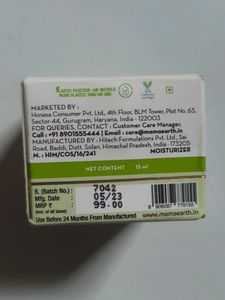 PLASTIC POSITIVE : WE RECYCLE
MORE PLASTIC THAN WE USE.
MARKETED BY :
Honasa Consumer Pvt. Ltd., 4th Floor, BLM Tower, Plot No. 63,
Sector-44, Gurugram, Haryana, India - 122003
FOR QUERIES, CONTACT : Customer Care Manager,
Call : +91 8901555444 | Email : care@mamaearth.in
MANUFACTURED BY : Hitech Formulations Pvt. Ltd., Sai
Road, Baddi, Distt. Solan, Himachal Pradesh, India - 173205
M. : HIM/COS/16/241
MOISTURIZER
NET CONTENT 15 ml
B. (Batch No.) : 7042
Mfg. Date : 05/23
MRP ₹ : 99.00
(Incl. of all taxes)
Use Before 24 Months From Manufactured
www.mamaearth.in